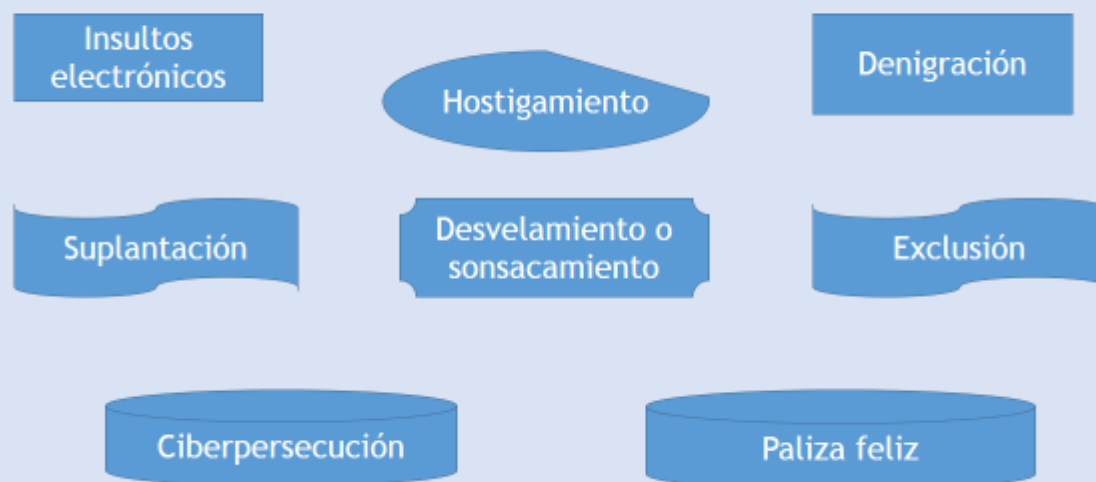 Insultos
electrónicos
Hostigamiento
Denigración
Suplantación
Desvelamiento o
sonsacamiento
Exclusión
Ciberpersecución
Paliza feliz